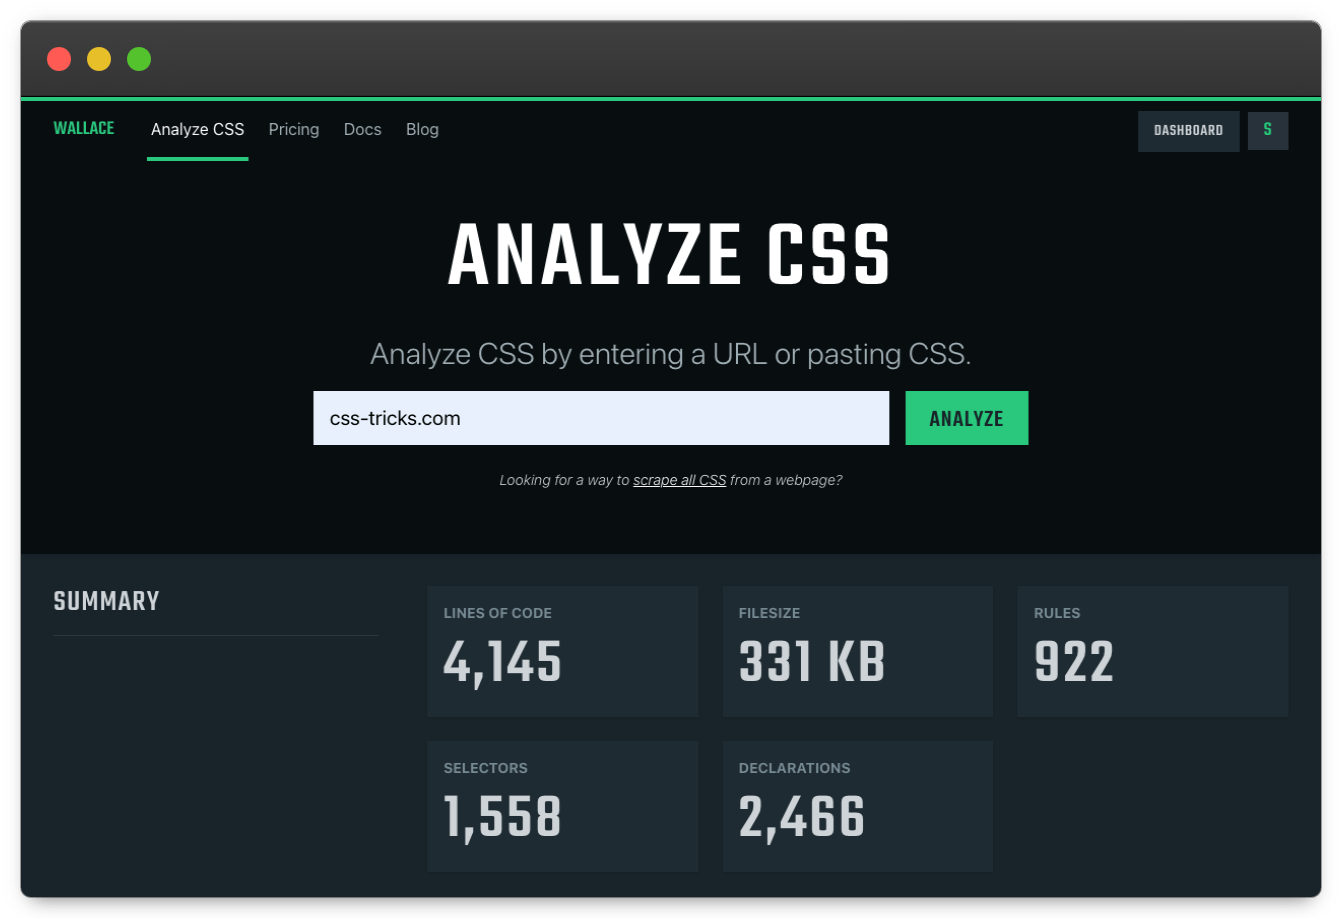 WALLACE Analyze CSS Pricing Docs Blog DASHBOARD S
ANALYZE CSS
Analyze CSS by entering a URL or pasting CSS.
css-tricks.com ANALYZE
Looking for a way to scrape all CSS from a webpage?
SUMMARY
LINES OF CODE
4,145
FILESIZE
331 KB
RULES
922
SELECTORS
1,558
DECLARATIONS
2,466